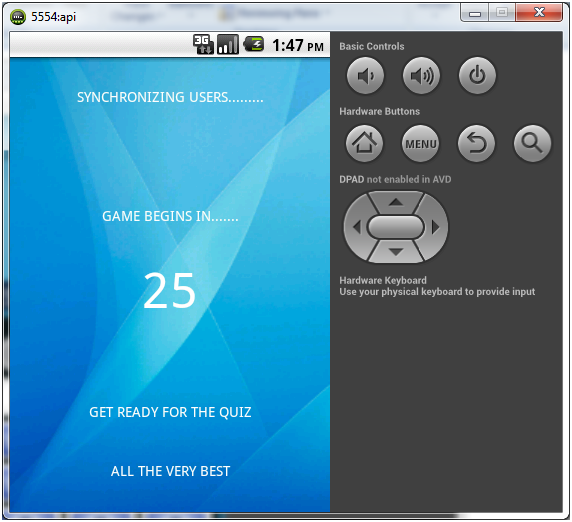 5554:api
3G
1:47 PM
SYNCHRONIZING USERS.........
GAME BEGINS IN.......
25
GET READY FOR THE QUIZ
ALL THE VERY BEST
Basic Controls
Hardware Buttons
MENU
DPAD not enabled in AVD
Hardware Keyboard
Use your physical keyboard to provide input